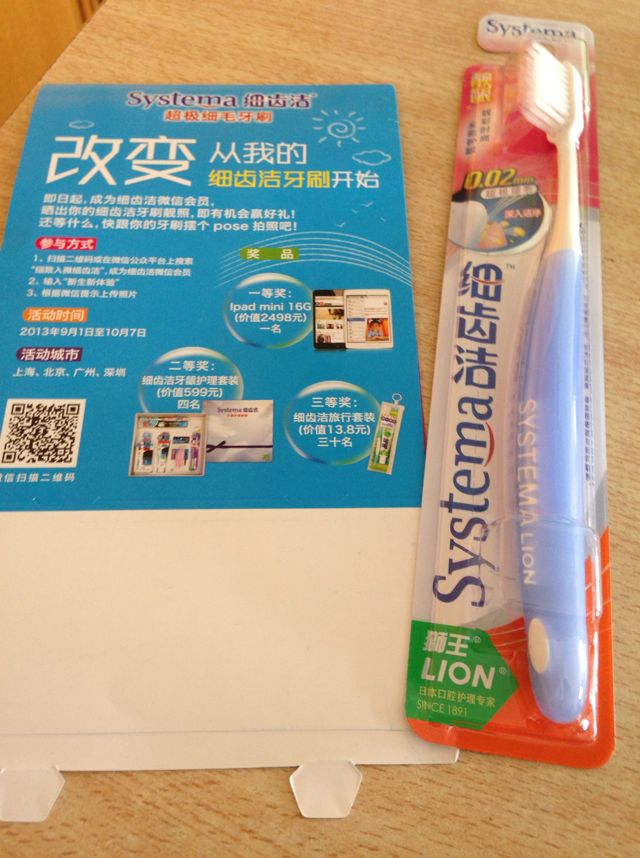 Systema 细齿洁
超极细毛牙刷
改变 从我的
细齿洁牙刷开始
即日起,成为细齿洁微信会员,
晒出你的细齿洁牙刷靓照,即有机会赢好礼!
还等什么,快跟你的牙刷摆个 pose 拍照吧!
参与方式
1、扫描二维码或在微信公众平台上搜索
“细致入微细齿洁”,成为细齿洁微信会员
2、输入“新生新体验”
3、根据微信提示上传照片
活动时间
2013年9月1日至10月7日
活动城市
上海、北京、广州、深圳
微信扫描二维码
奖 品
一等奖:
Ipad mini 16G
(价值2498元)
一名
二等奖:
细齿洁牙龈护理套装
(价值599元)
四名
三等奖:
细齿洁旅行套装
(价值13.8元)
三十名
Systema
0.02mm
超极细毛
深入洁净
Systema 细齿洁™
SYSTEMA LION
獅王®
LION®
日本口腔护理专家
SINCE 1891